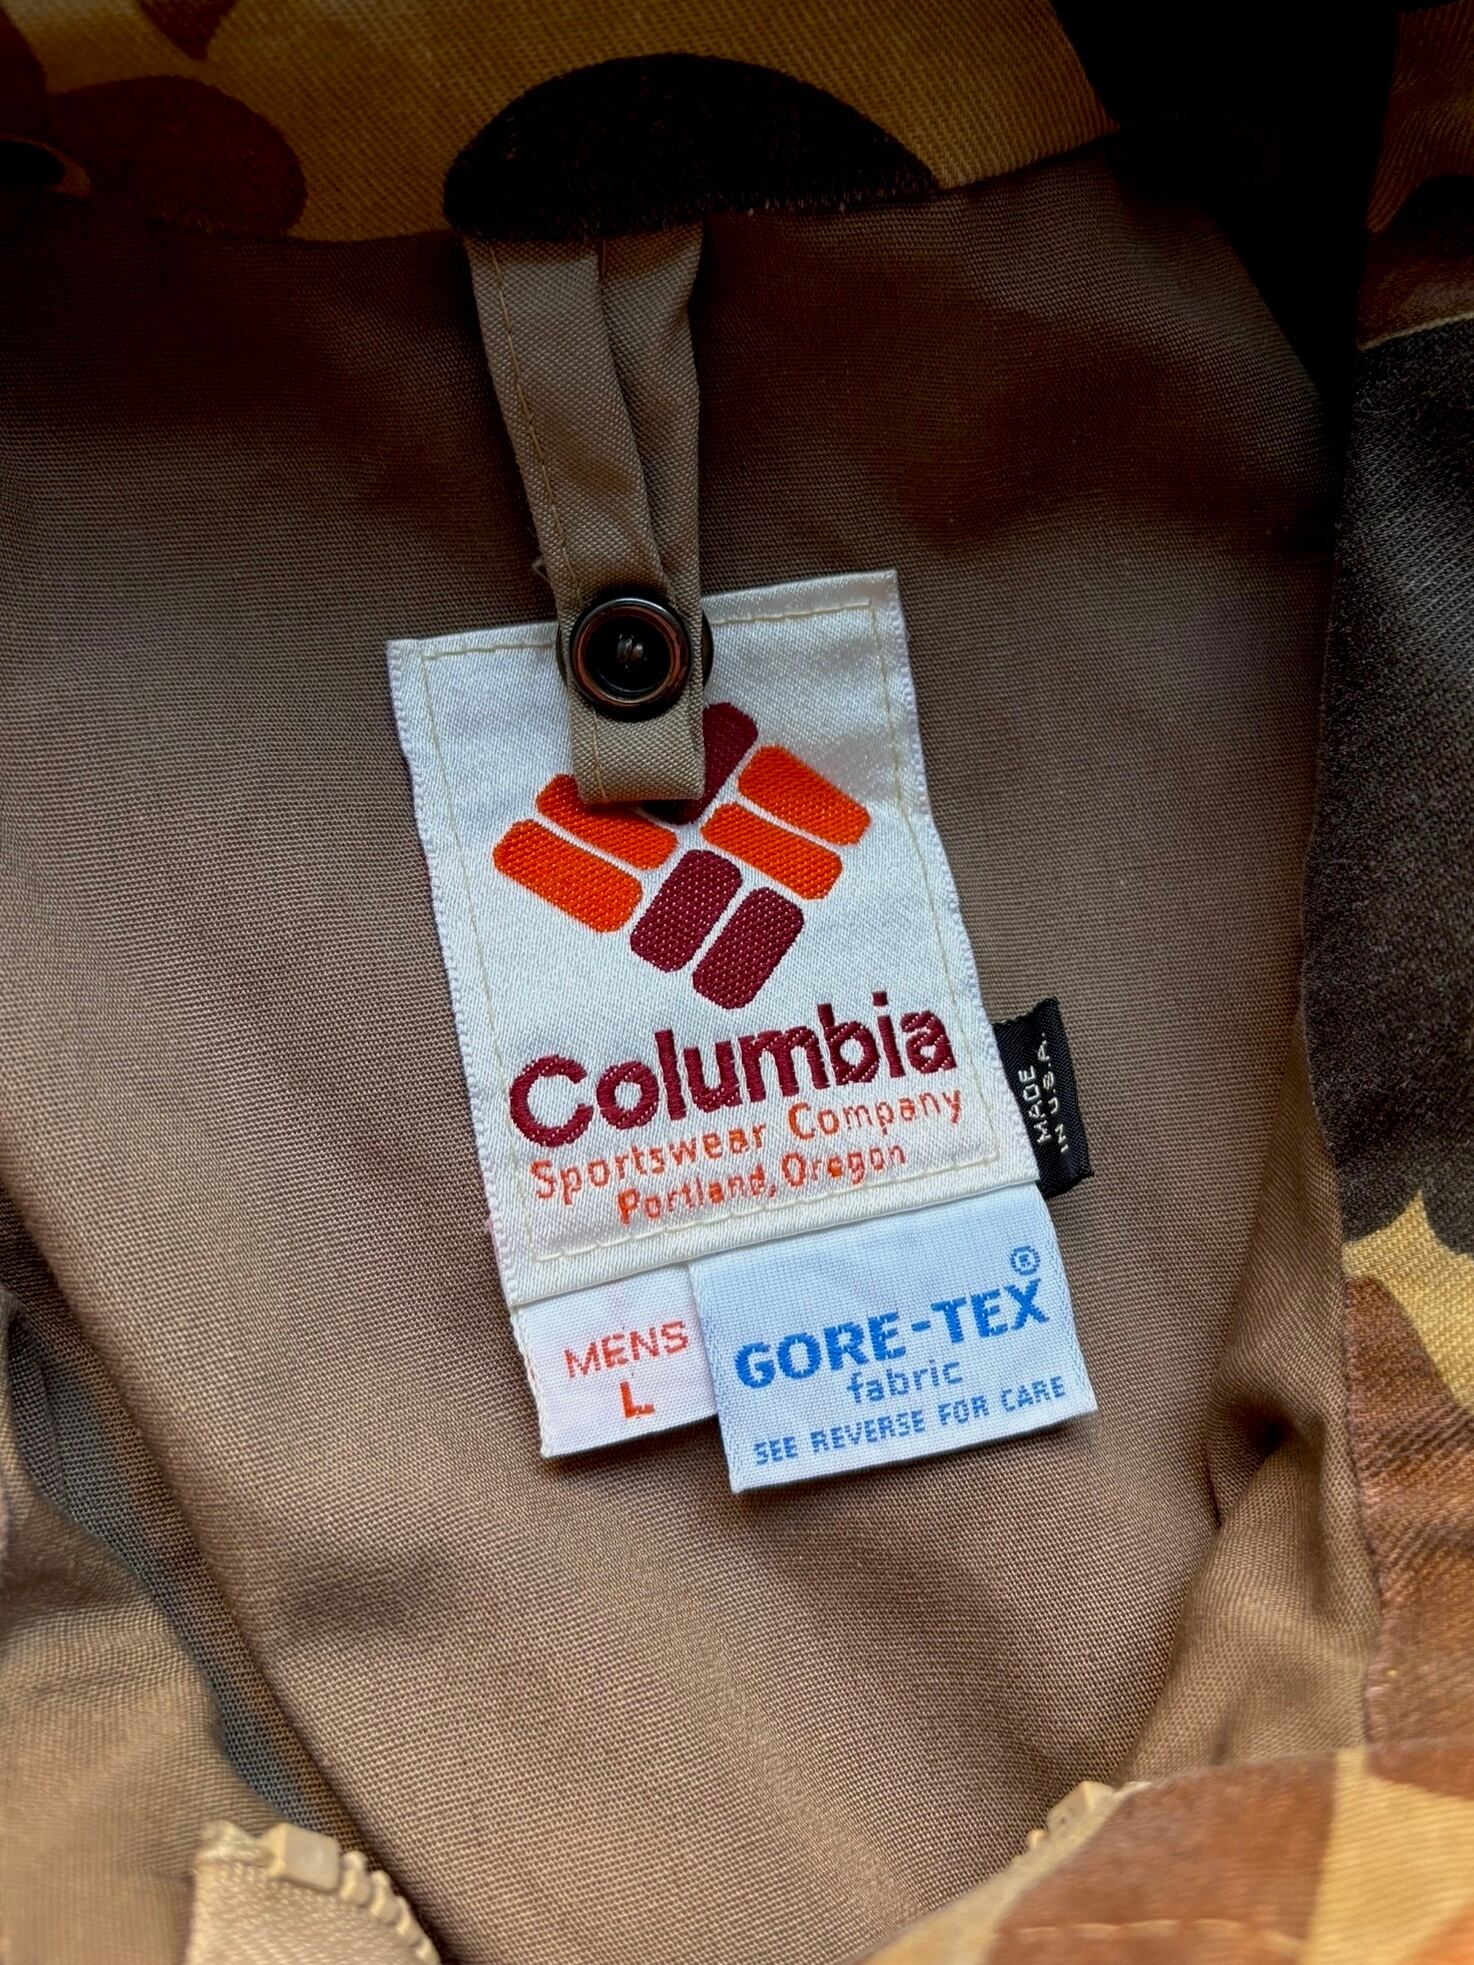 Columbia
Sportswear Company
Portland, Oregon
MADE
IN U.S.A.
MENS
L
GORE-TEX®
fabric
SEE REVERSE FOR CARE